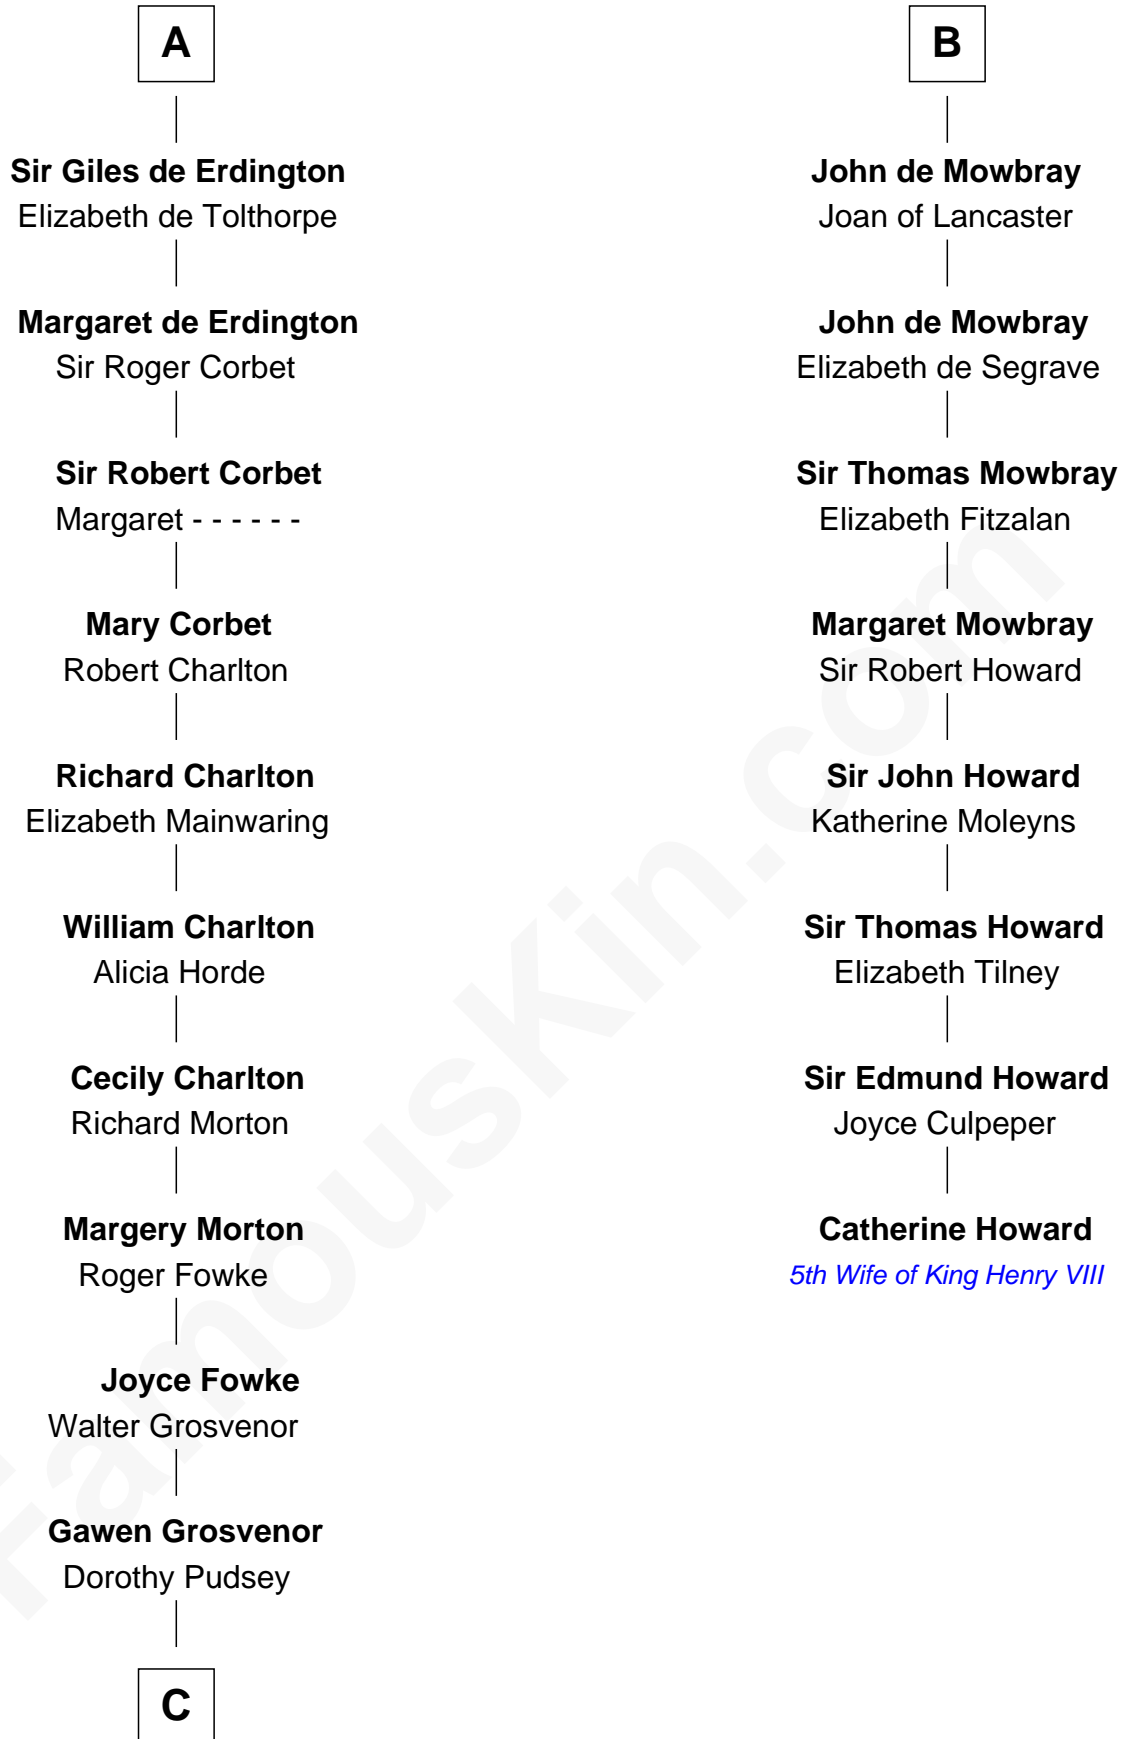 A
Sir Giles de Erdington
Elizabeth de Tolthorpe
Margaret de Erdington
Sir Roger Corbet
Sir Robert Corbet
Margaret - - - - - -
Mary Corbet
Robert Charlton
Richard Charlton
Elizabeth Mainwaring
William Charlton
Alicia Horde
Cecily Charlton
Richard Morton
Margery Morton
Roger Fowke
Joyce Fowke
Walter Grosvenor
Gawen Grosvenor
Dorothy Pudsey
C
B
John de Mowbray
Joan of Lancaster
John de Mowbray
Elizabeth de Segrave
Sir Thomas Mowbray
Elizabeth Fitzalan
Margaret Mowbray
Sir Robert Howard
Sir John Howard
Katherine Moleyns
Sir Thomas Howard
Elizabeth Tilney
Sir Edmund Howard
Joyce Culpeper
Catherine Howard
5th Wife of King Henry VIII
FamousKin.com